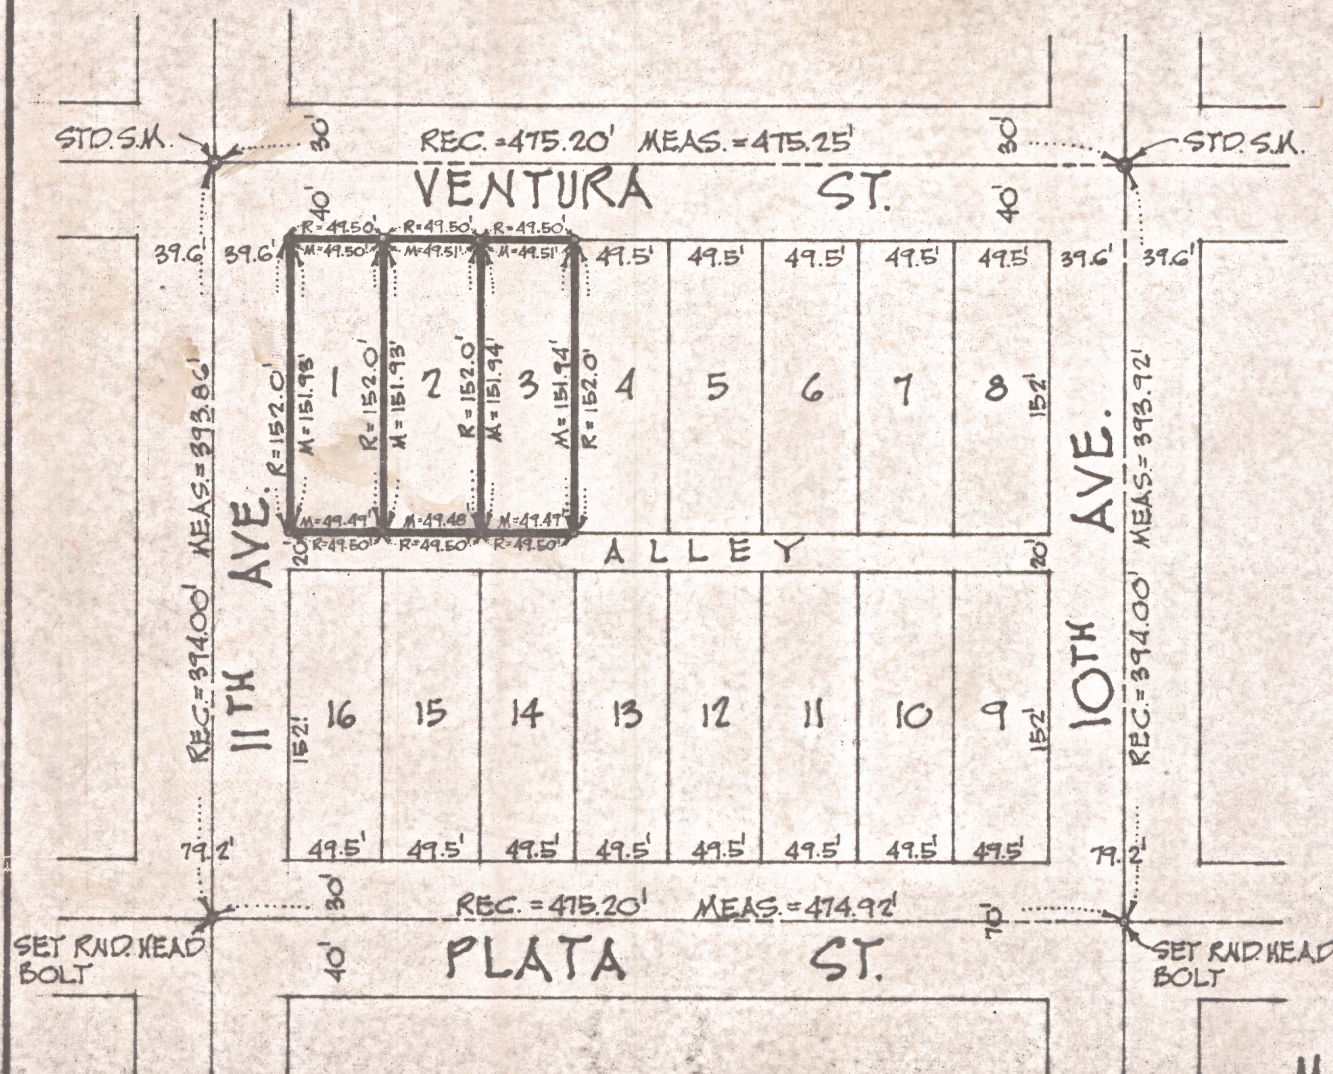 STD. S.M.
30'
REC. = 475.20' MEAS. = 475.25'
30'
STD. S.M.
VENTURA ST.
40'
40'
R=49.50' R=49.50' R=49.50'
39.6' 39.6' M=49.50' M=49.51' M=49.51' 49.5' 49.5' 49.5' 49.5' 49.5' 39.6' 39.6'
R=152.0'
M=151.93'
1
R=152.0'
M=151.93'
2
R=152.0'
M=151.94'
3
M=151.94'
R=152.0'
4
5
6
7
8
152'
REC.=394.00' MEAS.=393.86'
11TH AVE.
10TH AVE.
REC.=394.00' MEAS.=393.92'
M=49.49' M=49.48 M=49.49'
R=49.50' R=49.50' R=49.50'
20'
ALLEY
20'
152'
16
15
14
13
12
11
10
9
152'
79.2' 49.5' 49.5' 49.5' 49.5' 49.5' 49.5' 49.5' 49.5' 79.2'
30'
REC. = 475.20' MEAS. = 474.92'
70'
SET RND. HEAD
BOLT
40'
PLATA ST.
SET RND. HEAD
BOLT